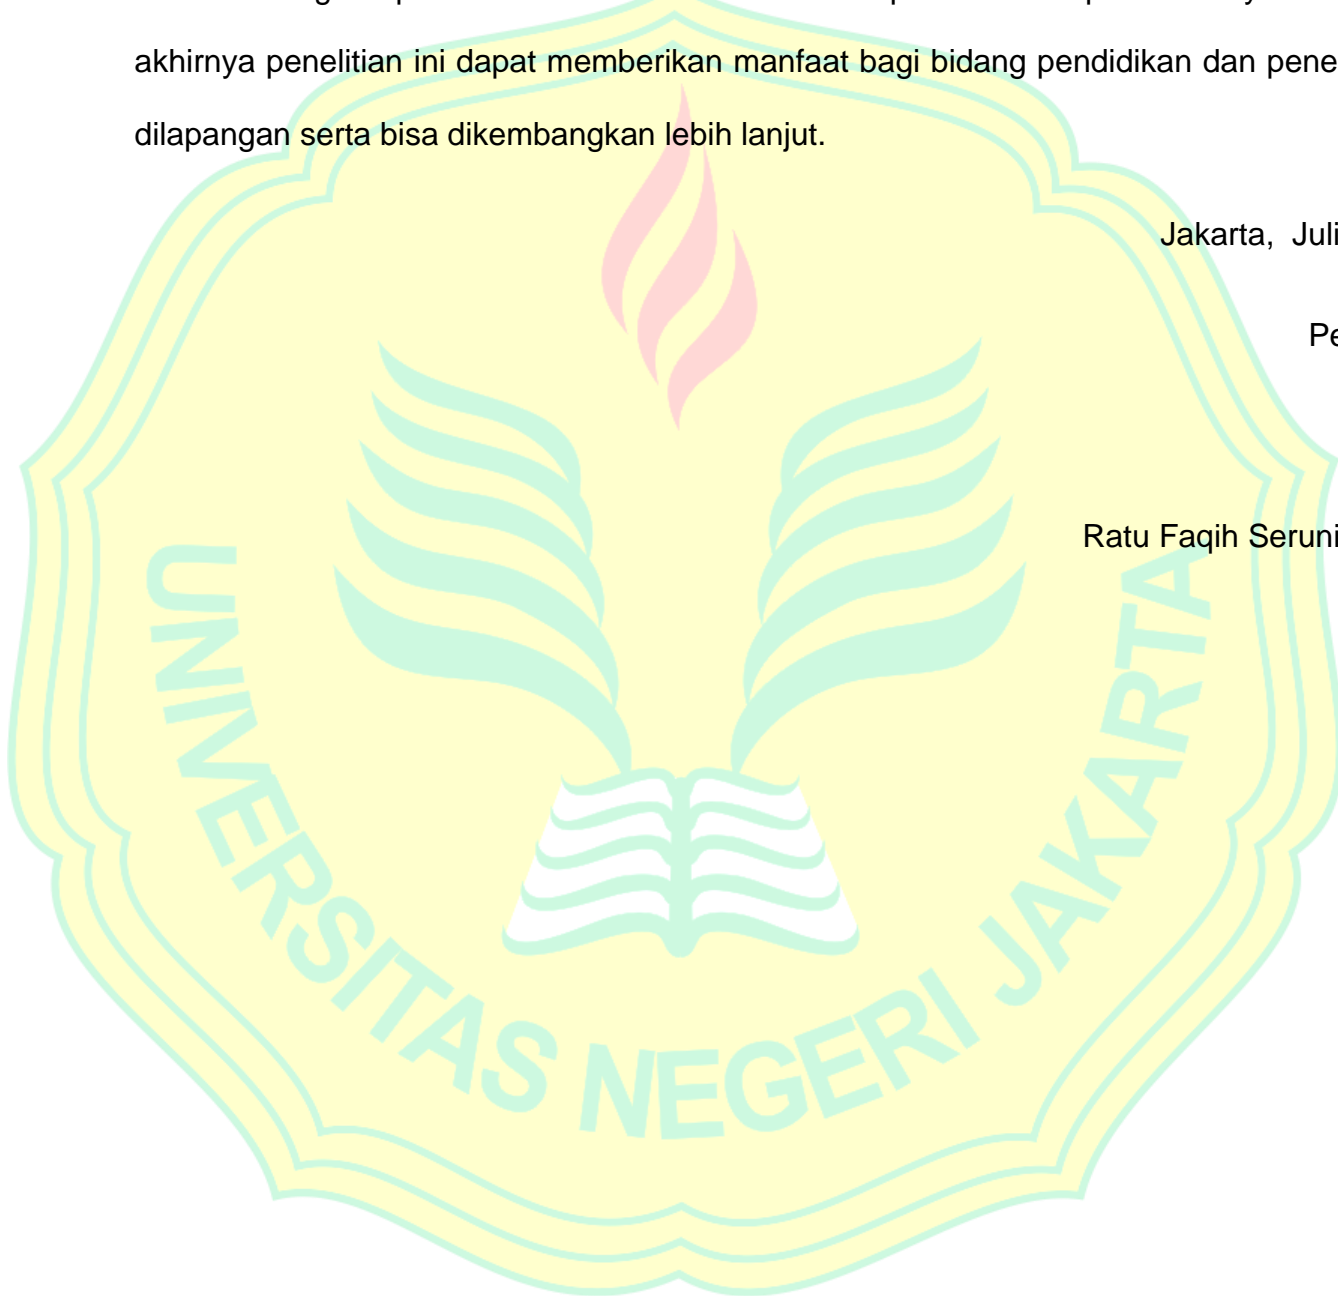 akhirnya penelitian ini dapat memberikan manfaat bagi bidang pendidikan dan pene
dilapangan serta bisa dikembangkan lebih lanjut.
Jakarta, Juli
Pe
Ratu Faqih Seruni
UNIVERSITAS NEGERI JAKARTA